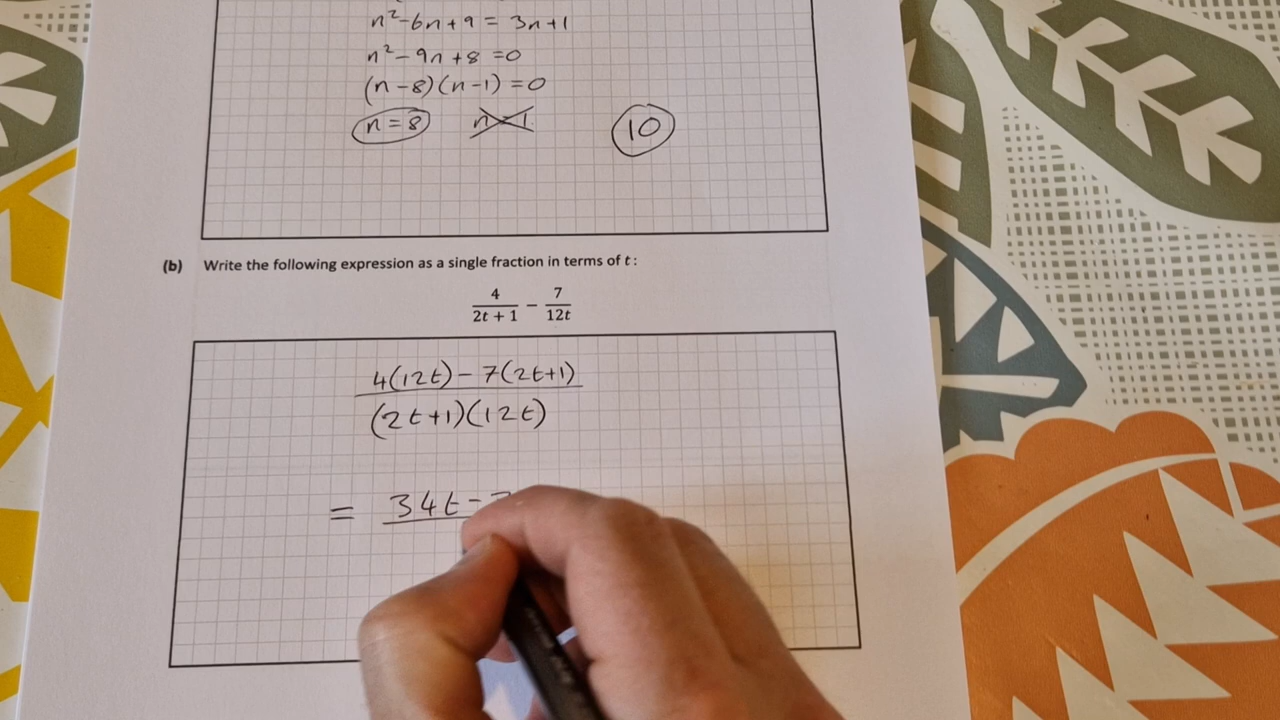 n²-6n+9 = 3n+1
n²-9n+8 =0
(n-8)(n-1) =0
n=8 n=1 10
(b) Write the following expression as a single fraction in terms of t:
4 7
2t + 1 − 12t
4(12t) - 7(2t+1)
(2t+1)(12t)
= 34t -